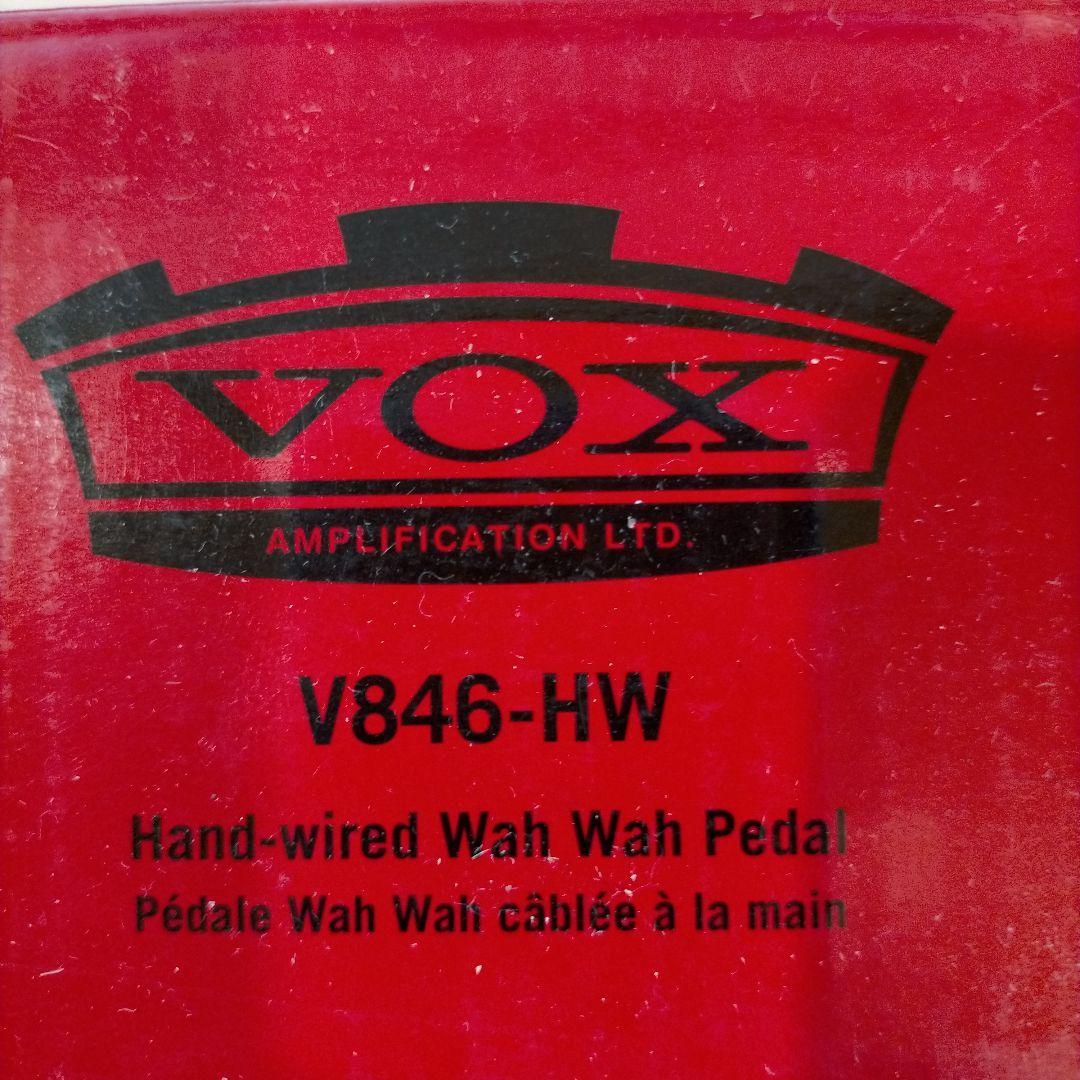 VOX
AMPLIFICATION LTD.
V846-HW
Hand-wired Wah Wah Pedal
Pédale Wah Wah câblée à la main